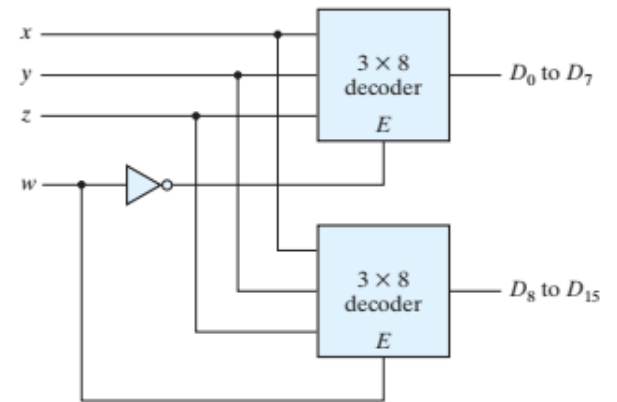 x
y
z
w
3 × 8
decoder
E
D₀ to D₇
3 × 8
decoder
E
D₈ to D₁₅